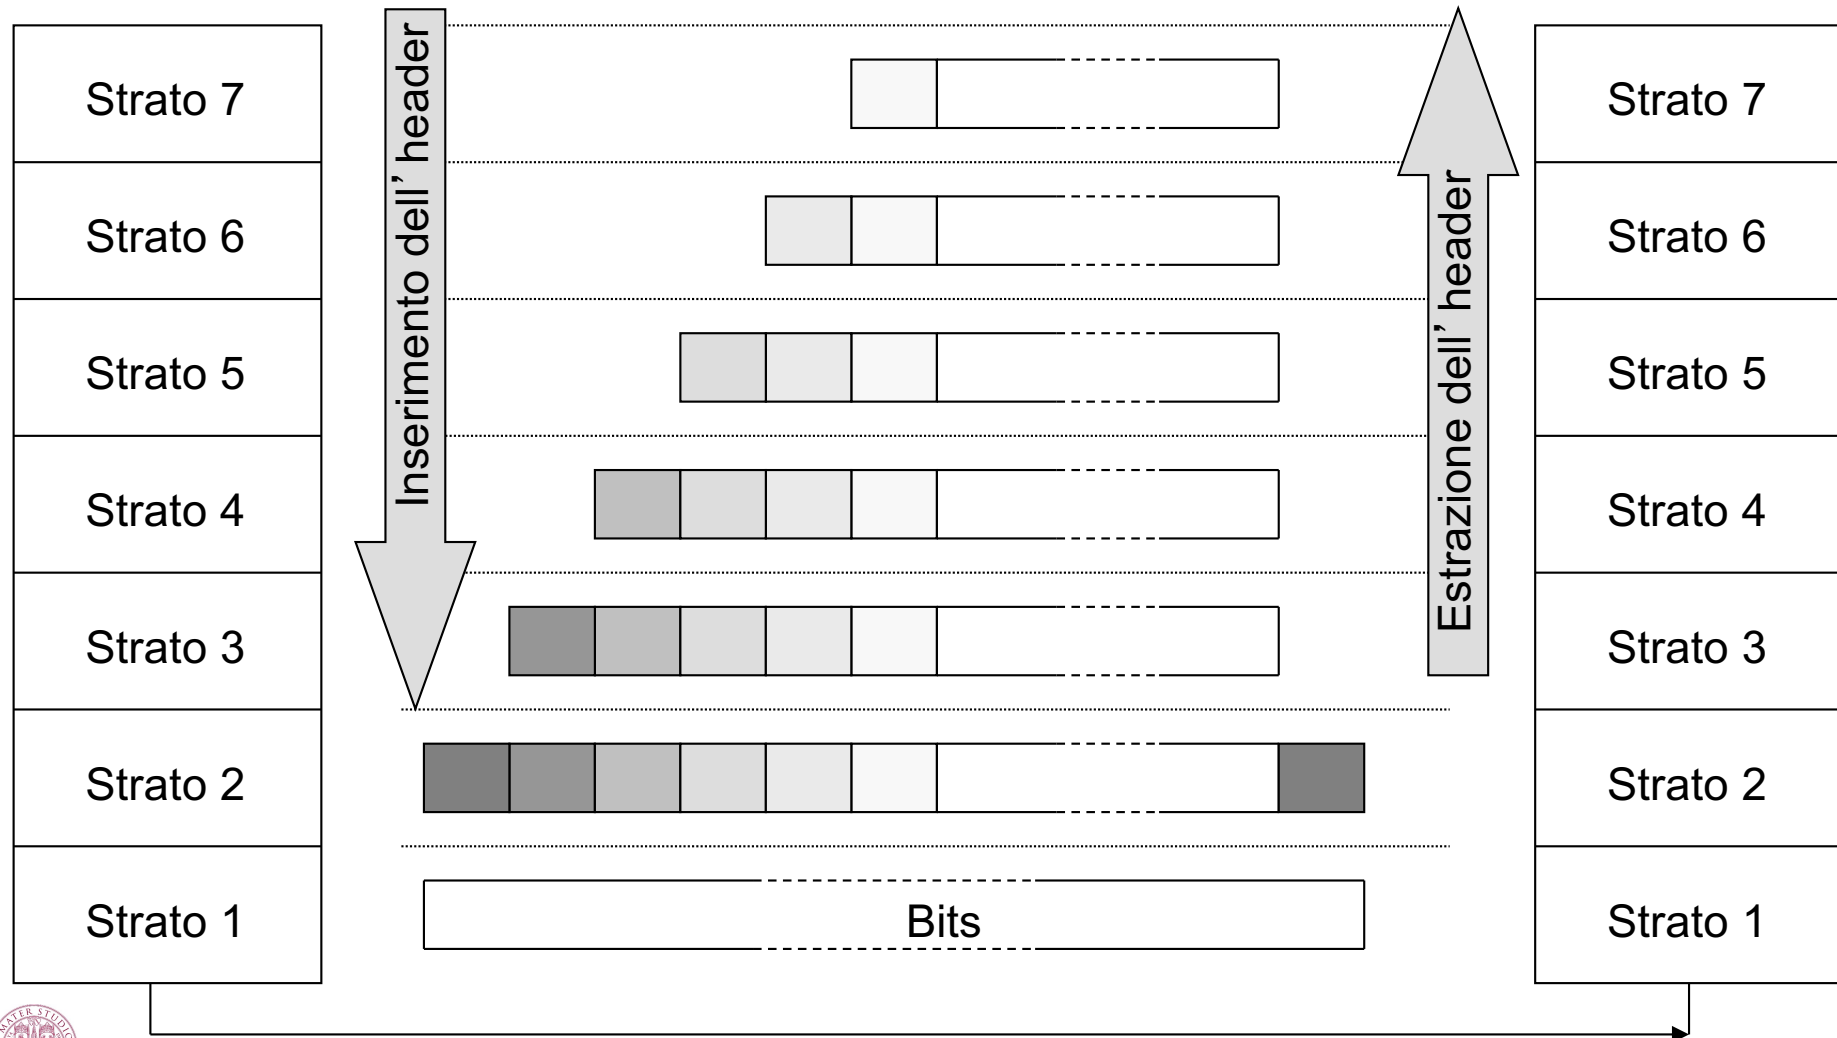 Strato 7
Strato 6
Strato 5
Strato 4
Strato 3
Strato 2
Strato 1
Inserimento dell’ header
Bits
Estrazione dell’ header
Strato 7
Strato 6
Strato 5
Strato 4
Strato 3
Strato 2
Strato 1